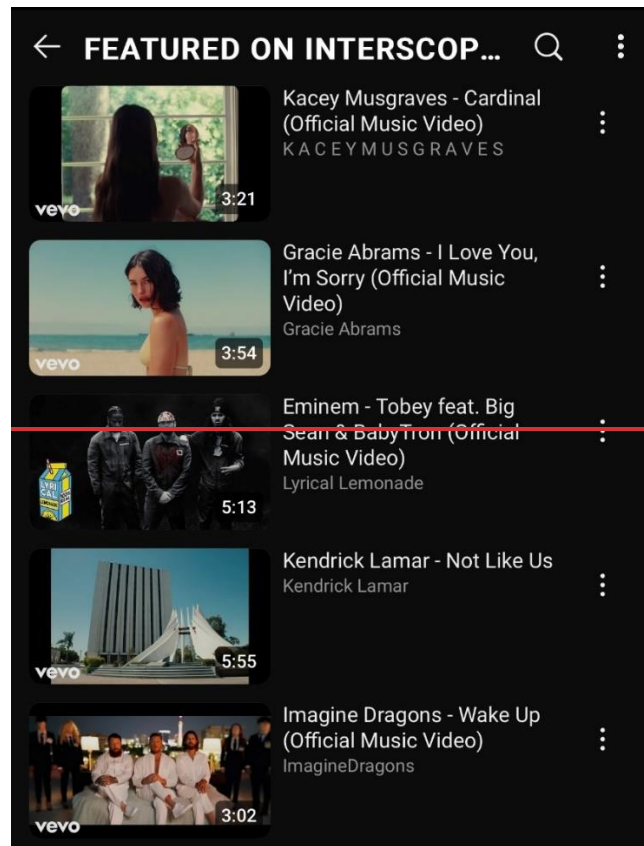 FEATURED ON INTERSCOP...
Kacey Musgraves - Cardinal
(Official Music Video)
KACEYMUSGRAVES
3:21
vevo
Gracie Abrams - I Love You,
I'm Sorry (Official Music
Video)
Gracie Abrams
3:54
vevo
Eminem - Tobey feat. Big
Sean & BabyTron (Official
Music Video)
Lyrical Lemonade
LYRI
CAL
5:13
Kendrick Lamar - Not Like Us
Kendrick Lamar
5:55
vevo
Imagine Dragons - Wake Up
(Official Music Video)
ImagineDragons
3:02
vevo